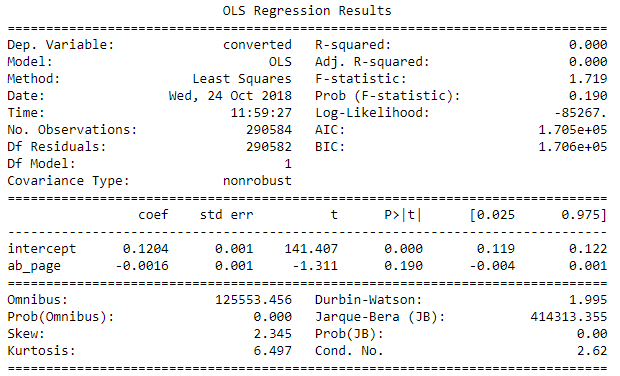 OLS Regression Results
==============================================================================
Dep. Variable:              converted   R-squared:                       0.000
Model:                            OLS   Adj. R-squared:                  0.000
Method:                 Least Squares   F-statistic:                     1.719
Date:                Wed, 24 Oct 2018   Prob (F-statistic):              0.190
Time:                        11:59:27   Log-Likelihood:                -85267.
No. Observations:              290584   AIC:                         1.705e+05
Df Residuals:                  290582   BIC:                         1.706e+05
Df Model:                           1
Covariance Type:            nonrobust
==============================================================================
                 coef    std err          t      P>|t|      [0.025      0.975]
------------------------------------------------------------------------------
intercept      0.1204      0.001    141.407      0.000       0.119       0.122
ab_page       -0.0016      0.001     -1.311      0.190      -0.004       0.001
==============================================================================
Omnibus:                   125553.456   Durbin-Watson:                   1.995
Prob(Omnibus):                  0.000   Jarque-Bera (JB):           414313.355
Skew:                           2.345   Prob(JB):                         0.00
Kurtosis:                       6.497   Cond. No.                         2.62
==============================================================================